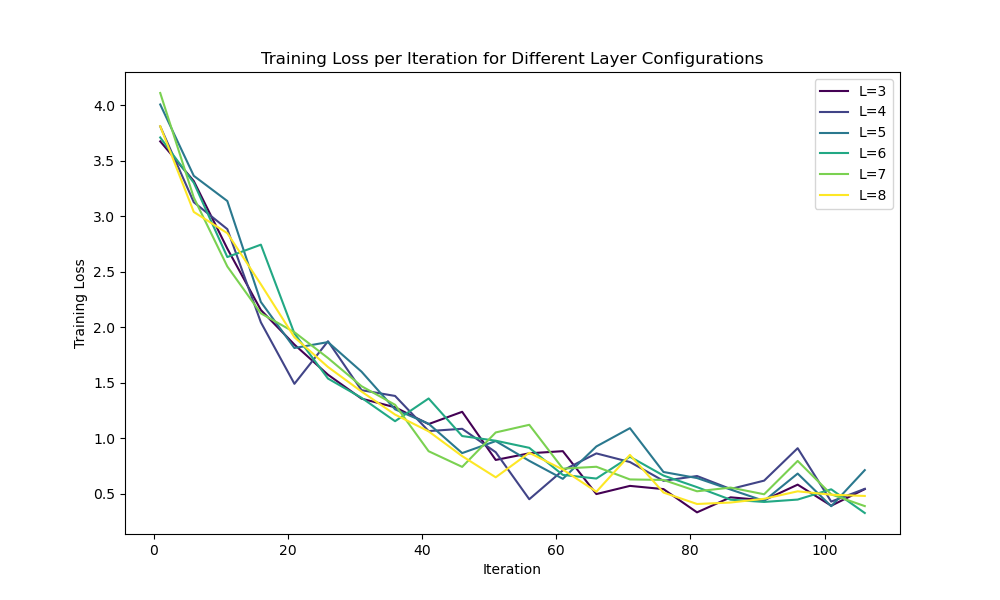 Training Loss per Iteration for Different Layer Configurations
L=3
L=4
L=5
L=6
L=7
L=8
Training Loss
4.0
3.5
3.0
2.5
2.0
1.5
1.0
0.5
0 20 40 60 80 100
Iteration